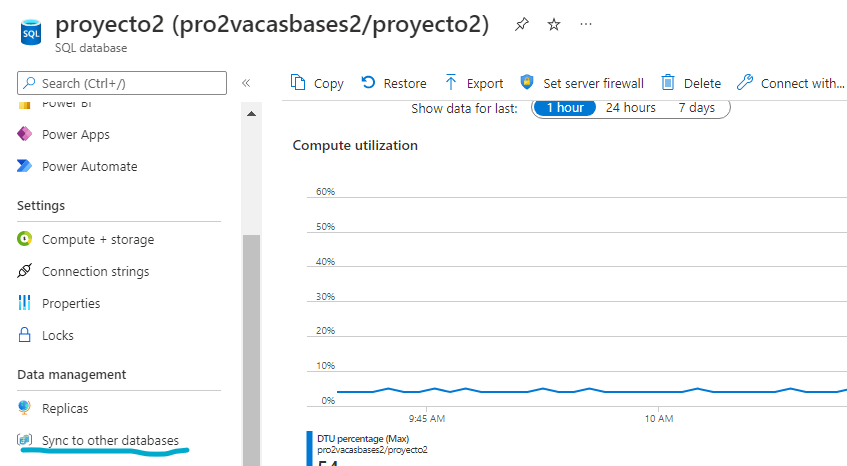 proyecto2 (pro2vacasbases2/proyecto2)
SQL
SQL database
Search (Ctrl+/)
Power BI
Power Apps
Power Automate
Settings
Compute + storage
Connection strings
Properties
Locks
Data management
Replicas
Sync to other databases
Copy
Restore
Export
Set server firewall
Delete
Connect with...
Show data for last:
1 hour
24 hours
7 days
Compute utilization
60%
50%
40%
30%
20%
10%
0%
9:45 AM
10 AM
DTU percentage (Max)
pro2vacasbases2/proyecto2